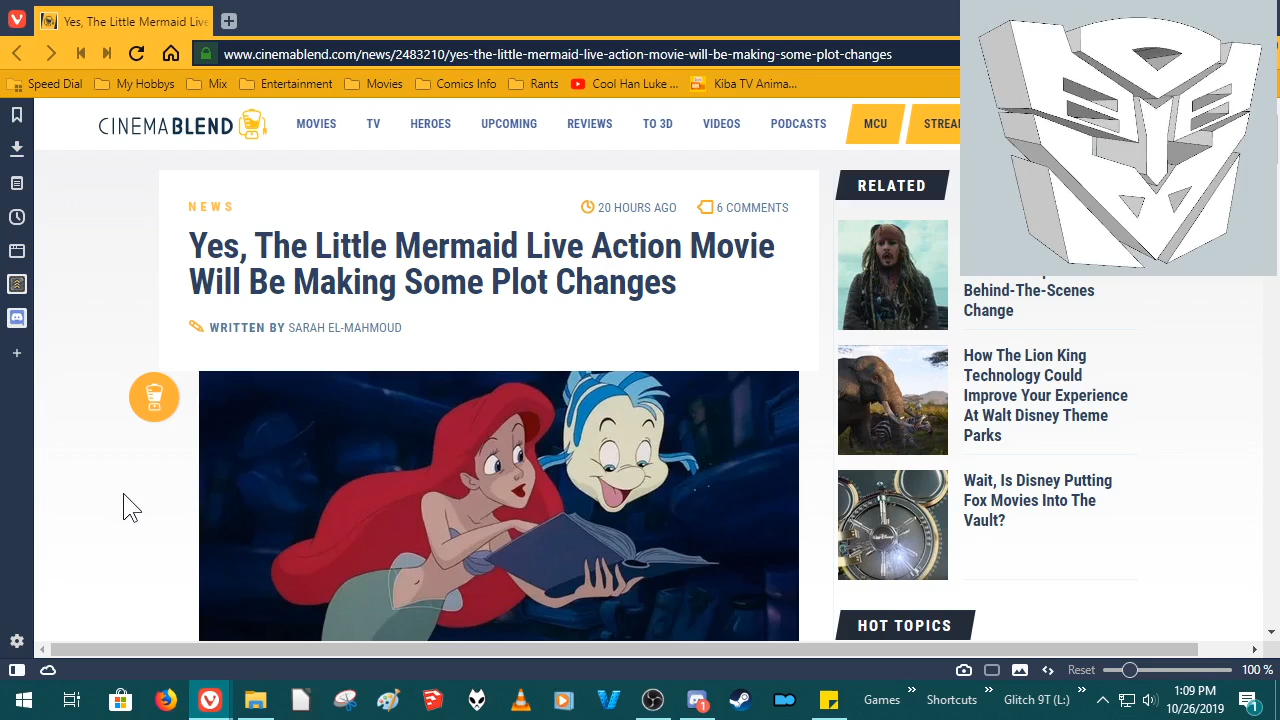 Yes, The Little Mermaid Live
www.cinemablend.com/news/2483210/yes-the-little-mermaid-live-action-movie-will-be-making-some-plot-changes
Speed Dial My Hobbys Mix Entertainment Movies Comics Info Rants Cool Han Luke ... Kiba TV Anima...
CINEMABLEND MOVIES TV HEROES UPCOMING REVIEWS TO 3D VIDEOS PODCASTS MCU STREA
NEWS 20 HOURS AGO 6 COMMENTS
Yes, The Little Mermaid Live Action Movie
Will Be Making Some Plot Changes
WRITTEN BY SARAH EL-MAHMOUD
RELATED
Behind-The-Scenes
Change
How The Lion King
Technology Could
Improve Your Experience
At Walt Disney Theme
Parks
Wait, Is Disney Putting
Fox Movies Into The
Vault?
HOT TOPICS
Reset 100 %
Games Shortcuts Glitch 9T (L:) 1:09 PM
10/26/2019